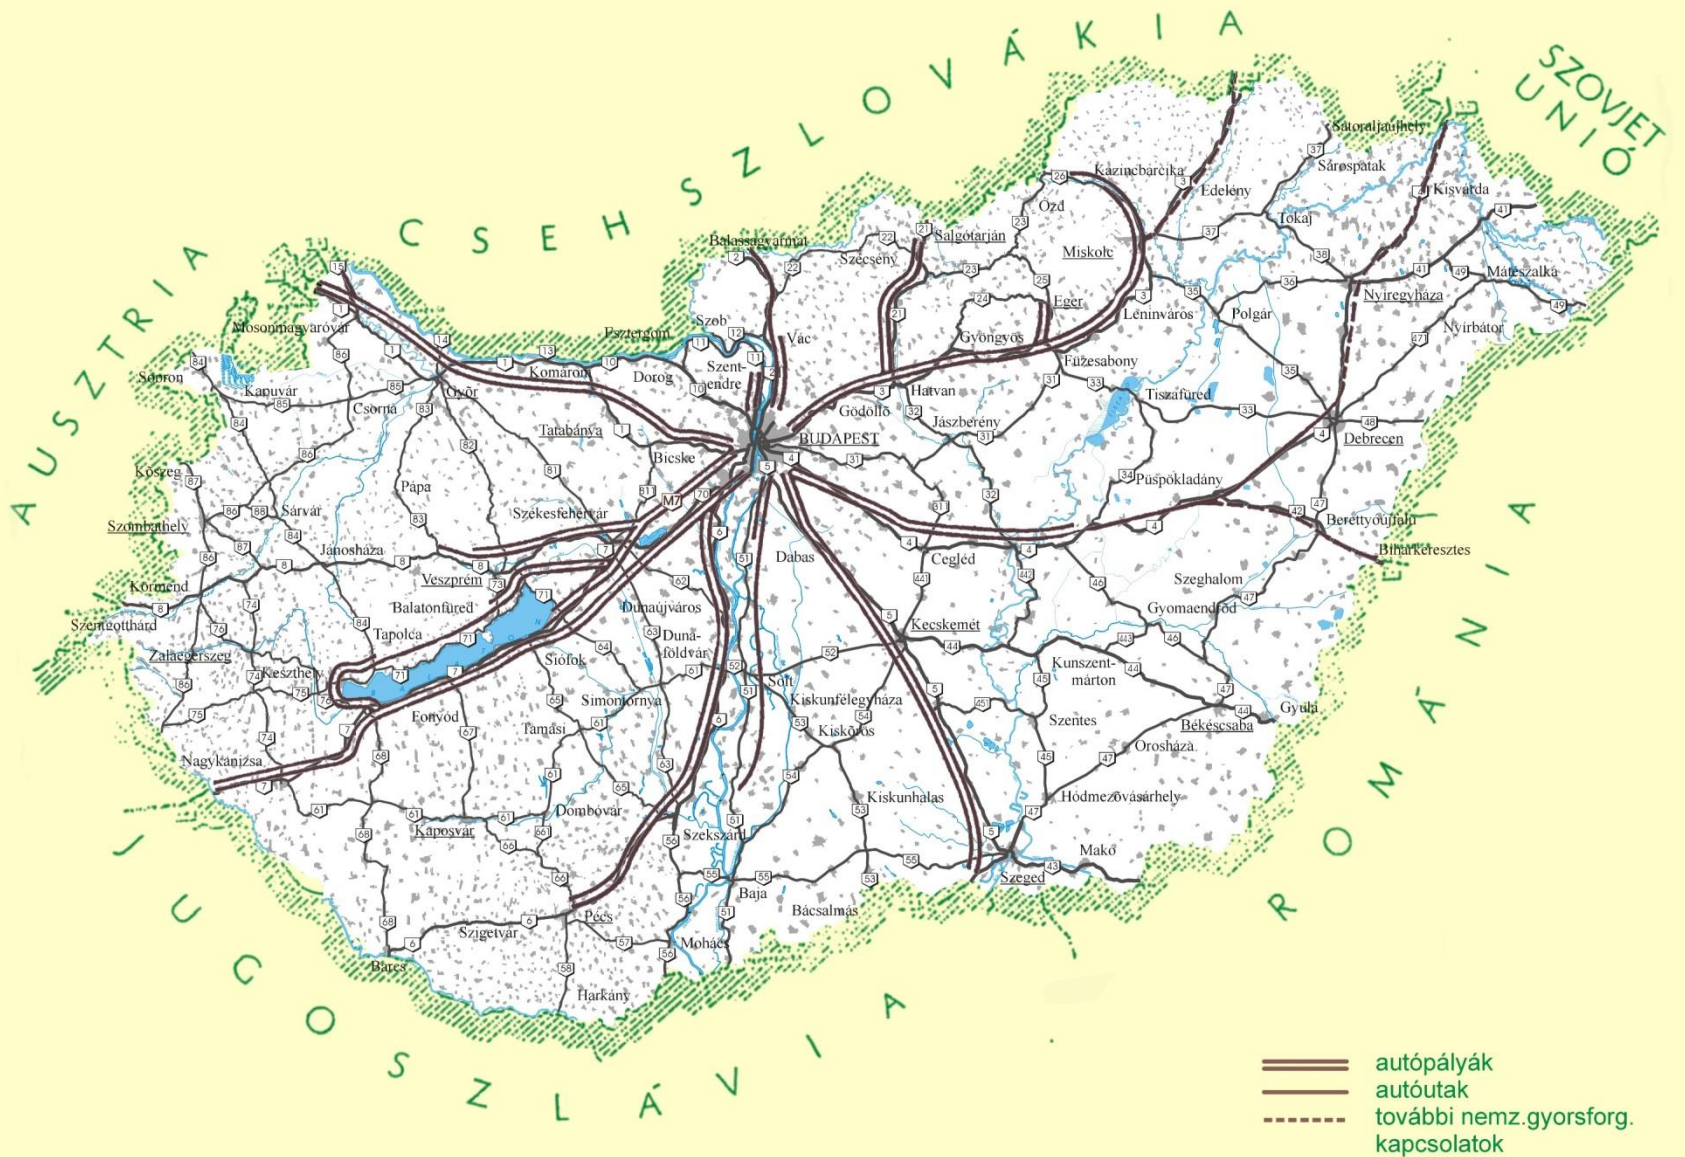 CSEHSZLOVÁKIA
SZOVJET
UNIÓ
AUSZTRIA
ROMÁNIA
JUGOSZLÁVIA
Sátoraljaújhely
Sárospatak
Kazincbarcika
Edelény
Kisvárda
Ózd
Tokaj
Balassagyarmat
Salgótarján
Szécsény
Miskolc
Mátészalka
Nyíregyháza
Eger
Leninváros
Polgár
Nyírbátor
Mosonmagyaróvár
Esztergom
Szob
Vác
Gyöngyös
Füzesabony
Sopron
Kapuvár
Komárom
Dorog
Szent-
endre
Győr
Csorna
Hatvan
Tiszafüred
Gödöllő
Jászberény
Tatabánya
BUDAPEST
Debrecen
Bicske
Kőszeg
Pápa
Püspökladány
M7
Sárvár
Székesfehérvár
Szombathely
Berettyóújfalu
Jánosháza
Biharkeresztes
Dabas
Cegléd
Veszprém
Körmend
Szeghalom
Balatonfüred
Dunaújváros
Gyomaendrőd
Szentgotthárd
Tapolca
Kecskemét
Duna-
földvár
Zalaegerszeg
Siófok
Kunszent-
márton
Keszthely
Solt
Simontornya
Kiskunfélegyháza
Gyula
Fonyód
Szentes
Békéscsaba
Tamási
Kiskőrös
Orosháza
Nagykanizsa
Kiskunhalas
Hódmezővásárhely
Dombóvár
Kaposvár
Szekszárd
Makó
Szeged
Baja
Bácsalmás
Pécs
Szigetvár
Mohács
Barcs
Harkány
autópályák
autóutak
további nemz.gyorsforg.
kapcsolatok